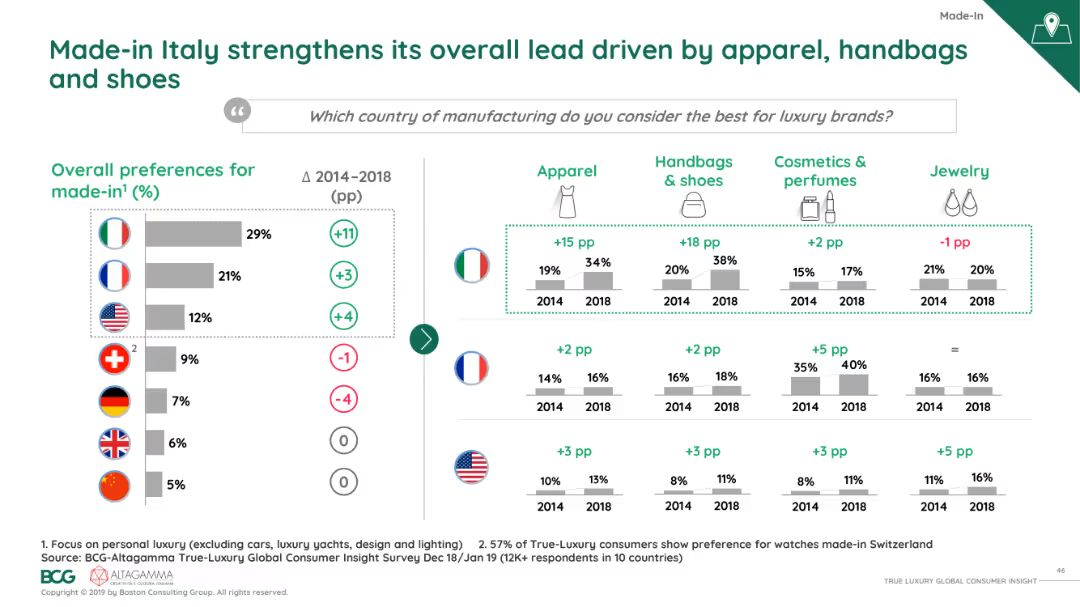 Made-In
Made-in Italy strengthens its overall lead driven by apparel, handbags
and shoes
“
Which country of manufacturing do you consider the best for luxury brands?
Overall preferences for
made-in¹ (%)
Δ 2014–2018
(pp)
29% +11
21% +3
12% +4
2
9% -1
7% -4
6% 0
5% 0
Apparel
Handbags
& shoes
Cosmetics &
perfumes
Jewelry
+15 pp +18 pp +2 pp -1 pp
19% 34% 20% 38% 15% 17% 21% 20%
2014 2018 2014 2018 2014 2018 2014 2018
+2 pp +2 pp +5 pp =
14% 16% 16% 18% 35% 40% 16% 16%
2014 2018 2014 2018 2014 2018 2014 2018
+3 pp +3 pp +3 pp +5 pp
10% 13% 8% 11% 8% 11% 11% 16%
2014 2018 2014 2018 2014 2018 2014 2018
1. Focus on personal luxury (excluding cars, luxury yachts, design and lighting) 2. 57% of True-Luxury consumers show preference for watches made-in Switzerland
Source: BCG-Altagamma True-Luxury Global Consumer Insight Survey Dec 18/Jan 19 (12K+ respondents in 10 countries)
BCG ALTAGAMMA
Copyright © 2019 by Boston Consulting Group. All rights reserved.
46
TRUE LUXURY GLOBAL CONSUMER INSIGHT